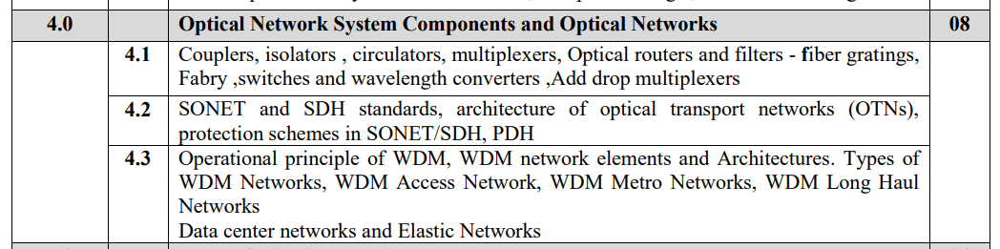 4.0 Optical Network System Components and Optical Networks 08
4.1 Couplers, isolators , circulators, multiplexers, Optical routers and filters - fiber gratings,
Fabry ,switches and wavelength converters ,Add drop multiplexers
4.2 SONET and SDH standards, architecture of optical transport networks (OTNs),
protection schemes in SONET/SDH, PDH
4.3 Operational principle of WDM, WDM network elements and Architectures. Types of
WDM Networks, WDM Access Network, WDM Metro Networks, WDM Long Haul
Networks
Data center networks and Elastic Networks